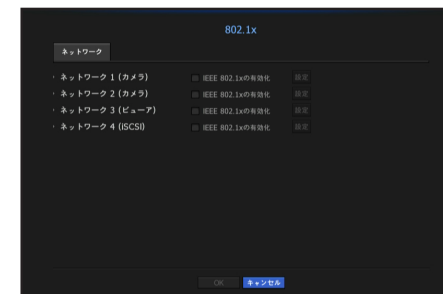 802.1x
ネットワーク
ネットワーク 1 (カメラ) IEEE 802.1xの有効化 設定
ネットワーク 2 (カメラ) IEEE 802.1xの有効化 設定
ネットワーク 3 (ビューア) IEEE 802.1xの有効化 設定
ネットワーク 4 (iSCSI) IEEE 802.1xの有効化 設定
OK キャンセル